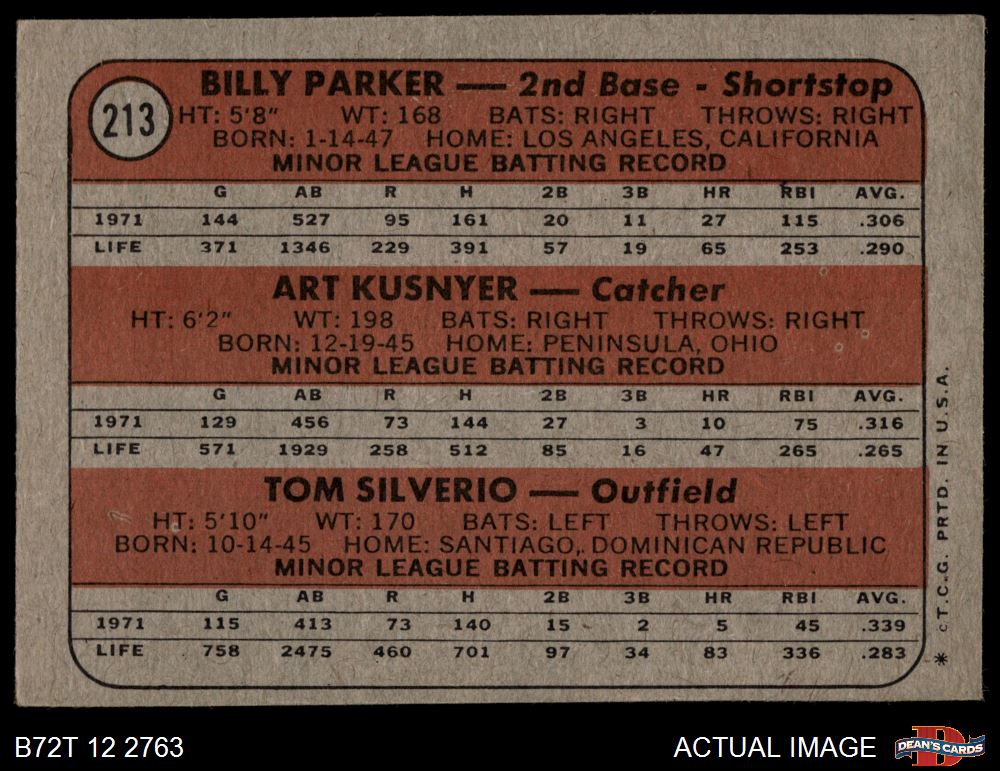 213
BILLY PARKER — 2nd Base - Shortstop
HT: 5'8" WT: 168 BATS: RIGHT THROWS: RIGHT
BORN: 1-14-47 HOME: LOS ANGELES, CALIFORNIA
MINOR LEAGUE BATTING RECORD
G AB R H 2B 3B HR RBI AVG.
1971 144 527 95 161 20 11 27 115 .306
LIFE 371 1346 229 391 57 19 65 253 .290
ART KUSNYER — Catcher
HT: 6'2" WT: 198 BATS: RIGHT THROWS: RIGHT
BORN: 12-19-45 HOME: PENINSULA, OHIO
MINOR LEAGUE BATTING RECORD
G AB R H 2B 3B HR RBI AVG.
1971 129 456 73 144 27 3 10 75 .316
LIFE 571 1929 258 512 85 16 47 265 .265
TOM SILVERIO — Outfield
HT: 5'10" WT: 170 BATS: LEFT THROWS: LEFT
BORN: 10-14-45 HOME: SANTIAGO, DOMINICAN REPUBLIC
MINOR LEAGUE BATTING RECORD
G AB R H 2B 3B HR RBI AVG.
1971 115 413 73 140 15 2 5 45 .339
LIFE 758 2475 460 701 97 34 83 336 .283
* c T.C.G. PRTD. IN U.S.A.
B72T 12 2763
ACTUAL IMAGE
D
DEAN'S CARDS